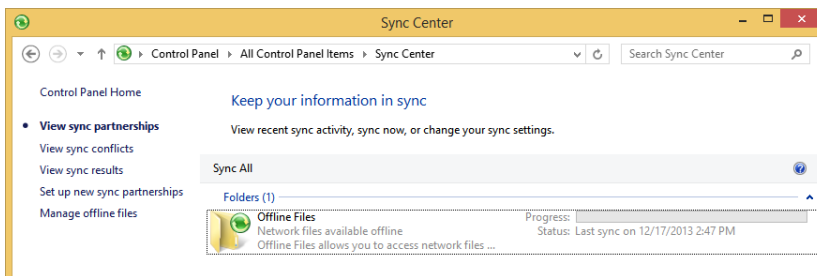 Sync Center
Control Panel All Control Panel Items Sync Center Search Sync Center
Control Panel Home
View sync partnerships
View sync conflicts
View sync results
Set up new sync partnerships
Manage offline files
Keep your information in sync
View recent sync activity, sync now, or change your sync settings.
Sync All
Folders (1)
Offline Files
Network files available offline
Offline Files allows you to access network files ...
Progress:
Status: Last sync on 12/17/2013 2:47 PM